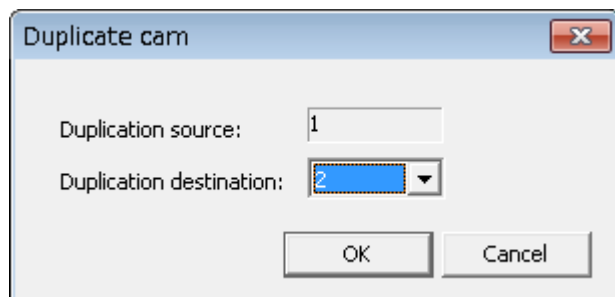 Duplicate cam
Duplication source: 1
Duplication destination: 2
OK Cancel